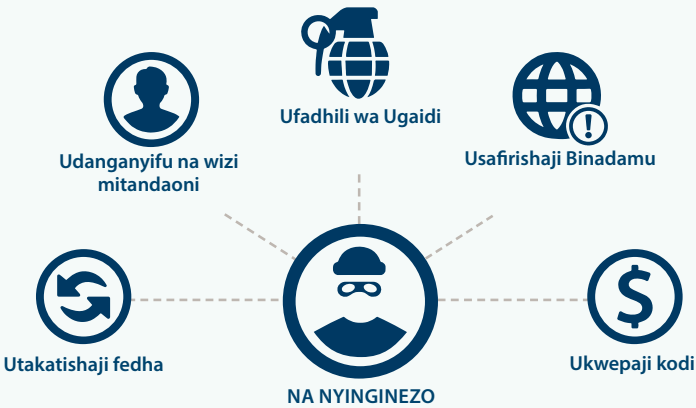 Ufadhili wa Ugaidi
Udanganyifu na wizi
mitandaoni
Usafirishaji Binadamu
Utakatishaji fedha
Ukwepaji kodi
NA NYINGINEZO